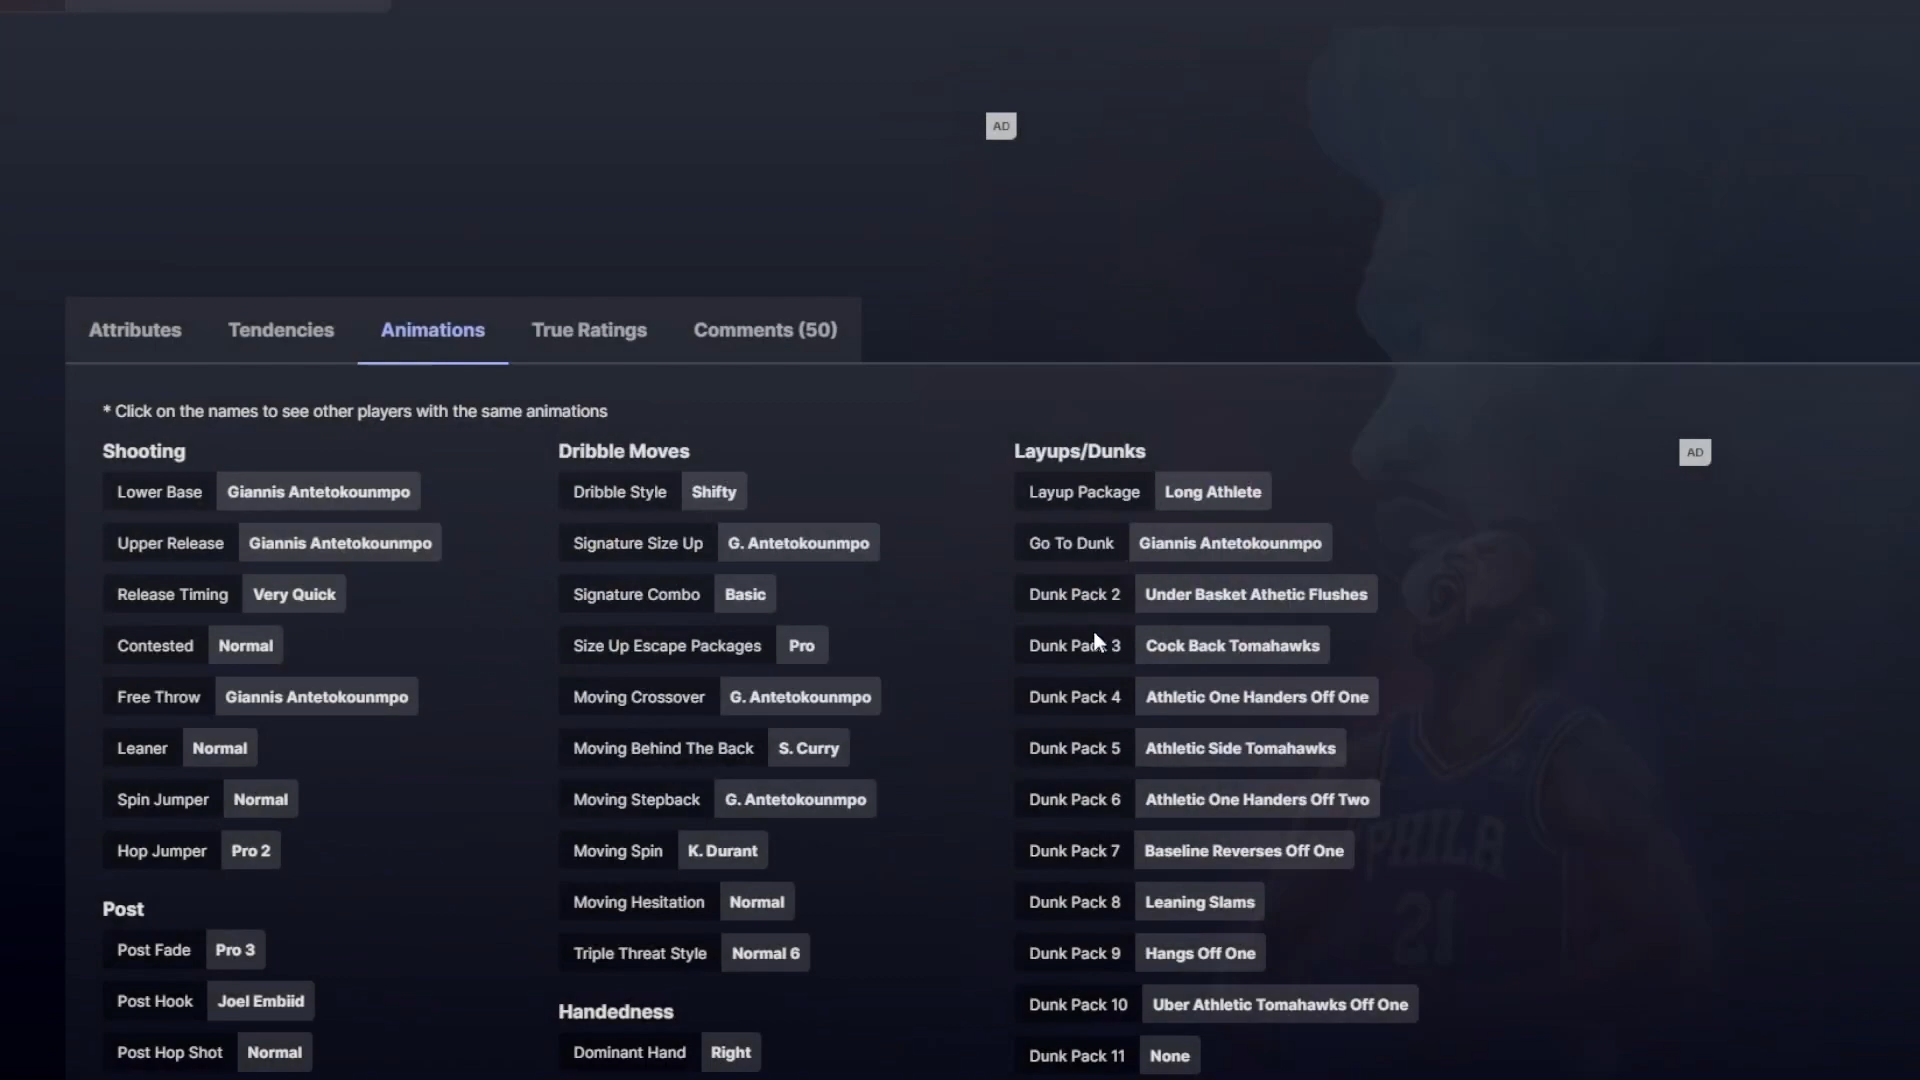 AD
Attributes Tendencies Animations True Ratings Comments (50)
* Click on the names to see other players with the same animations
AD
Shooting
Lower Base Giannis Antetokounmpo
Upper Release Giannis Antetokounmpo
Release Timing Very Quick
Contested Normal
Free Throw Giannis Antetokounmpo
Leaner Normal
Spin Jumper Normal
Hop Jumper Pro 2
Post
Post Fade Pro 3
Post Hook Joel Embiid
Post Hop Shot Normal
Dribble Moves
Dribble Style Shifty
Signature Size Up G. Antetokounmpo
Signature Combo Basic
Size Up Escape Packages Pro
Moving Crossover G. Antetokounmpo
Moving Behind The Back S. Curry
Moving Stepback G. Antetokounmpo
Moving Spin K. Durant
Moving Hesitation Normal
Triple Threat Style Normal 6
Handedness
Dominant Hand Right
Layups/Dunks
Layup Package Long Athlete
Go To Dunk Giannis Antetokounmpo
Dunk Pack 2 Under Basket Athetic Flushes
Dunk Pack 3 Cock Back Tomahawks
Dunk Pack 4 Athletic One Handers Off One
Dunk Pack 5 Athletic Side Tomahawks
Dunk Pack 6 Athletic One Handers Off Two
Dunk Pack 7 Baseline Reverses Off One
Dunk Pack 8 Leaning Slams
Dunk Pack 9 Hangs Off One
Dunk Pack 10 Uber Athletic Tomahawks Off One
Dunk Pack 11 None
PHILA
21